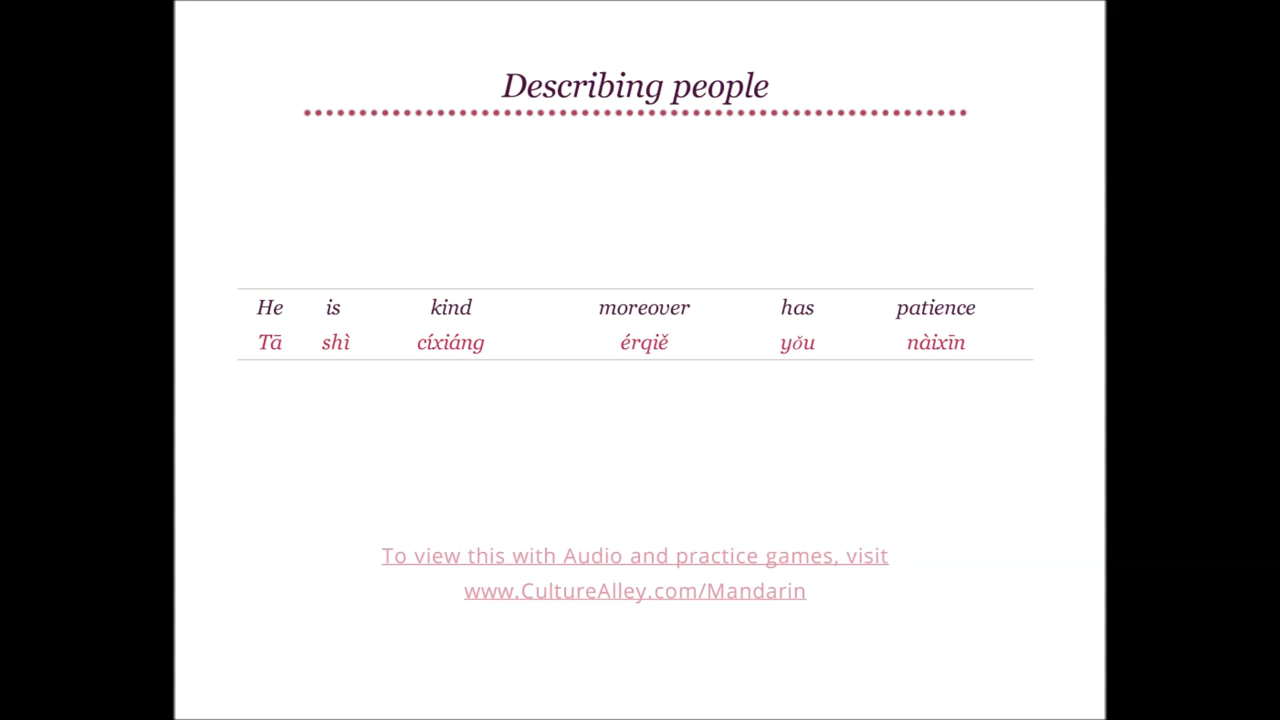 Describing people
He is kind moreover has patience
Tā shì cíxiáng érqiě yǒu nàixīn
To view this with Audio and practice games, visit
www.CultureAlley.com/Mandarin